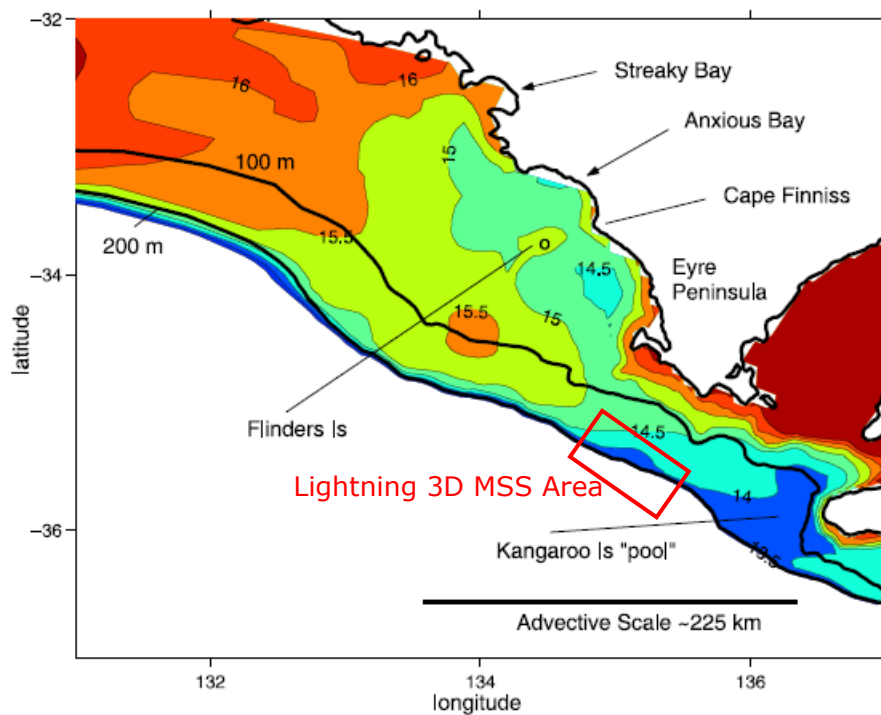 −32
16
16
Streaky Bay
Anxious Bay
15
100 m
Cape Finniss
200 m
15.5
−34
14.5
Eyre
Peninsula
15.5
15
latitude
Flinders Is
14.5
Lightning 3D MSS Area
14
−36
Kangaroo Is "pool"
13.5
Advective Scale ~225 km
132
134
136
longitude